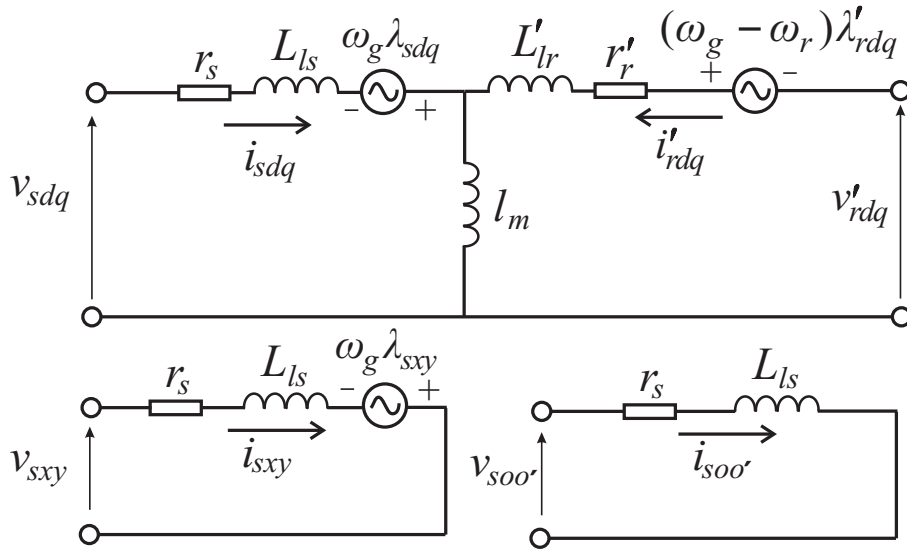 r_s L_ls ω_g λ_sdq L'_lr r'_r (ω_g − ω_r)λ'_rdq
− + + −
i_sdq i'_rdq
v_sdq l_m v'_rdq
r_s L_ls ω_g λ_sxy
− +
v_sxy i_sxy
r_s L_ls
v_soo' i_soo'